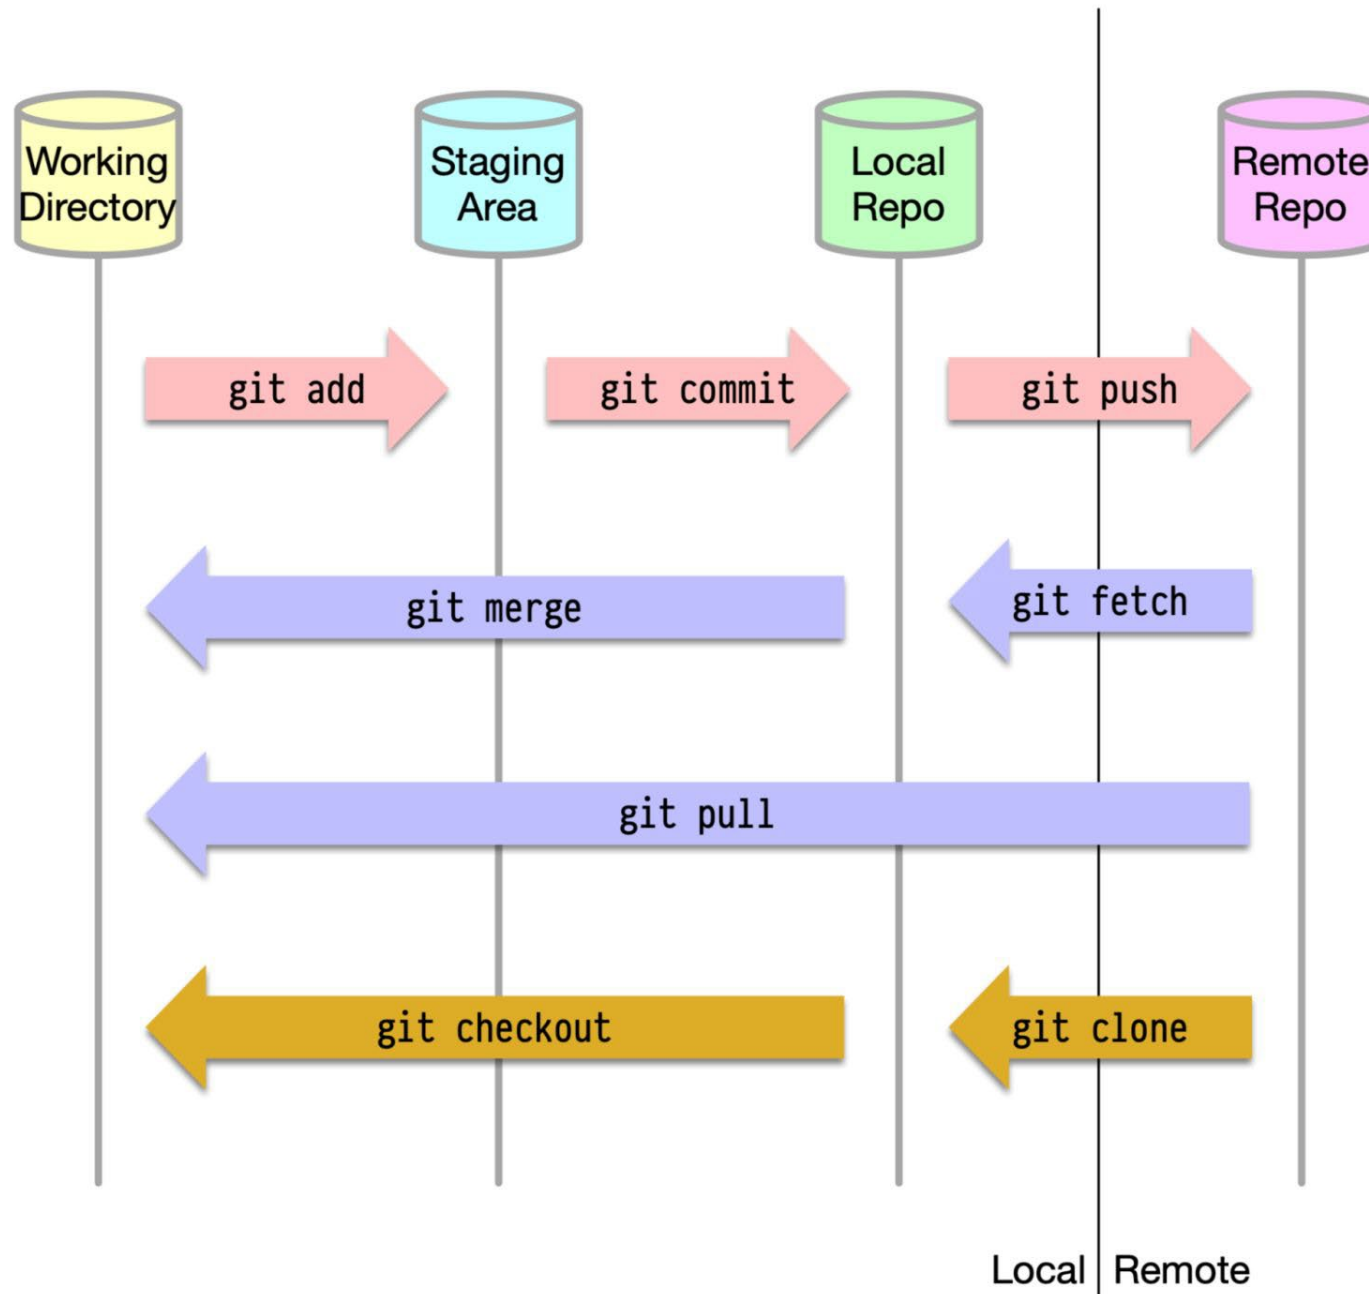 Working
Directory
Staging
Area
Local
Repo
Remote
Repo
git add
git commit
git push
git merge
git fetch
git pull
git checkout
git clone
Local
Remote